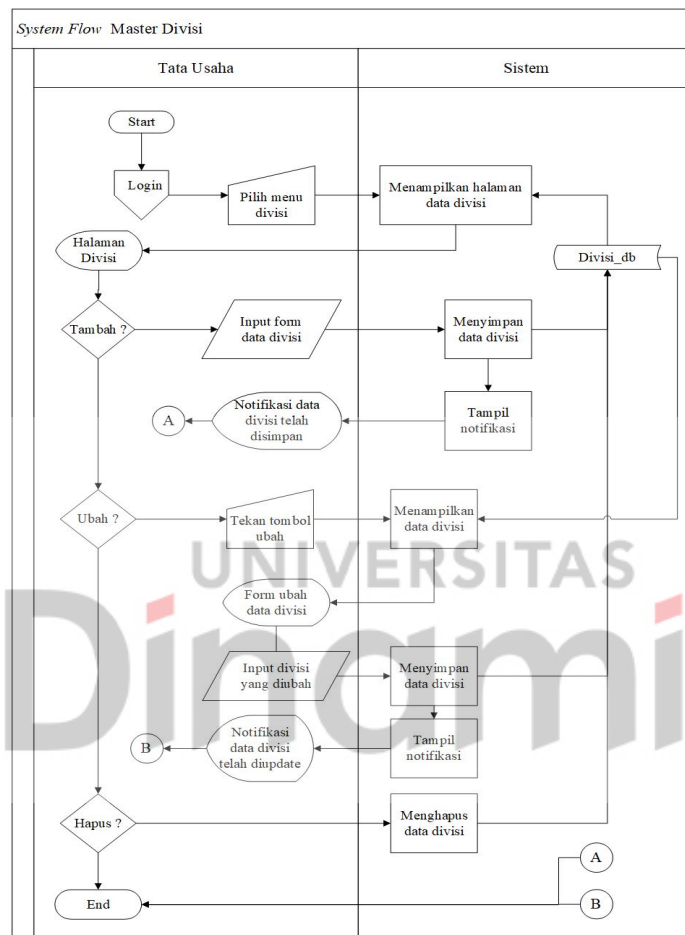 System Flow Master Divisi
Tata Usaha
Sistem
Start
Login
Pilih menu
divisi
Menampilkan halaman
data divisi
Halaman
Divisi
Divisi_db
Tambah ?
Input form
data divisi
Menyimpan
data divisi
A
Notifikasi data
divisi telah
disimpan
Tampil
notifikasi
Ubah ?
Tekan tombol
ubah
Menampilkan
data divisi
UNIVERSITAS
Dinami
Form ubah
data divisi
Input divisi
yang diubah
Menyimpan
data divisi
B
Notifikasi
data divisi
telah diupdate
Tampil
notifikasi
Hapus ?
Menghapus
data divisi
A
End
B